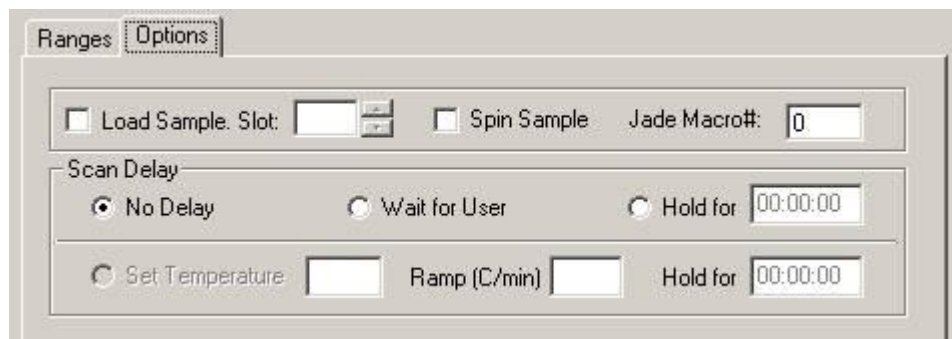 Ranges Options
Load Sample. Slot: Spin Sample Jade Macro#: 0
Scan Delay
No Delay Wait for User Hold for 00:00:00
Set Temperature Ramp (C/min) Hold for 00:00:00